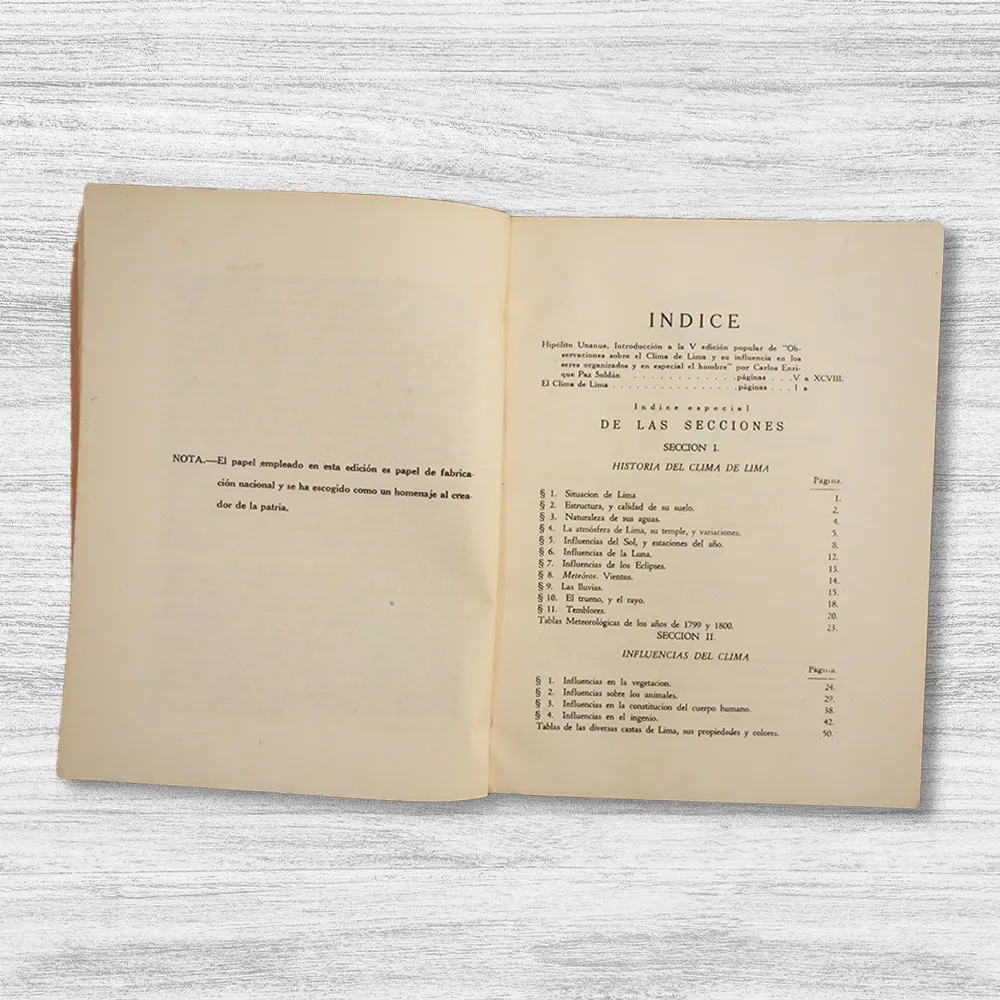 NOTA.—El papel empleado en esta edición es papel de fabrica-
ción nacional y se ha escogido como un homenaje al crea-
dor de la patria.
INDICE
Hipólito Unanue, Introducción a la V edición popular de "Ob-
servaciones sobre el Clima de Lima y su influencia en los
seres organizados y en especial el hombre" por Carlos Enri-
que Paz Soldán . . . . . . . . . . . . . páginas . . . V a XCVIII.
El Clima de Lima . . . . . . . . . . . . . . . . páginas . . . 1 a
Indice especial
DE LAS SECCIONES
SECCION I.
HISTORIA DEL CLIMA DE LIMA
Página.
§ 1. Situacion de Lima 1.
§ 2. Estructura, y calidad de su suelo. 2.
§ 3. Naturaleza de sus aguas. 4.
§ 4. La atmósfera de Lima, su temple, y variaciones. 5.
§ 5. Influencias del Sol, y estaciones del año. 8.
§ 6. Influencias de la Luna. 12.
§ 7. Influencias de los Eclipses. 13.
§ 8. Meteóros. Vientos. 14.
§ 9. Las lluvias. 15.
§ 10. El trueno, y el rayo. 18.
§ 11. Temblores. 20.
Tablas Meteorológicas de los años de 1799 y 1800. 23.
SECCION II.
INFLUENCIAS DEL CLIMA
Página.
§ 1. Influencias en la vegetacion. 24.
§ 2. Influencias sobre los animales. 29.
§ 3. Influencias en la constitucion del cuerpo humano. 38.
§ 4. Influencias en el ingenio. 42.
Tablas de las diversas castas de Lima, sus propiedades y colores. 50.